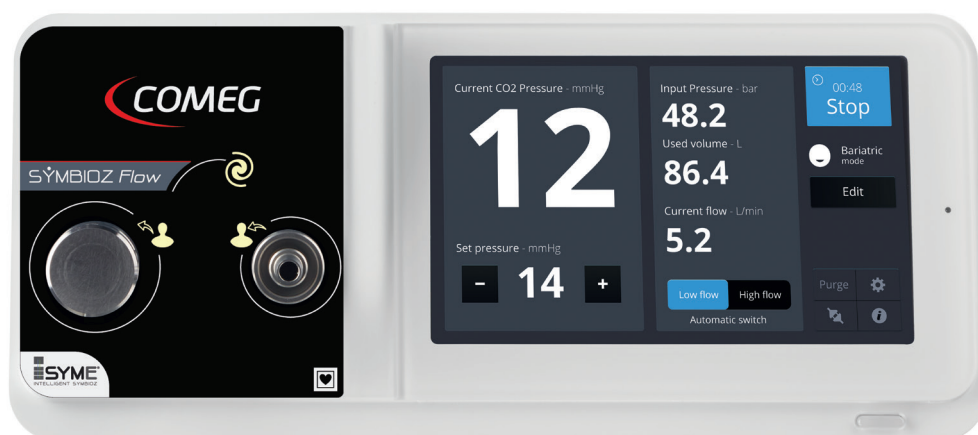 COMEG
SYMBIOZ Flow
SYME
INTELLIGENT SYMBIOZ
Current CO2 Pressure - mmHg
12
Set pressure - mmHg
- 14 +
Input Pressure - bar
48.2
Used volume - L
86.4
Current flow - L/min
5.2
Low flow High flow
Automatic switch
00:48
Stop
Bariatric
mode
Edit
Purge